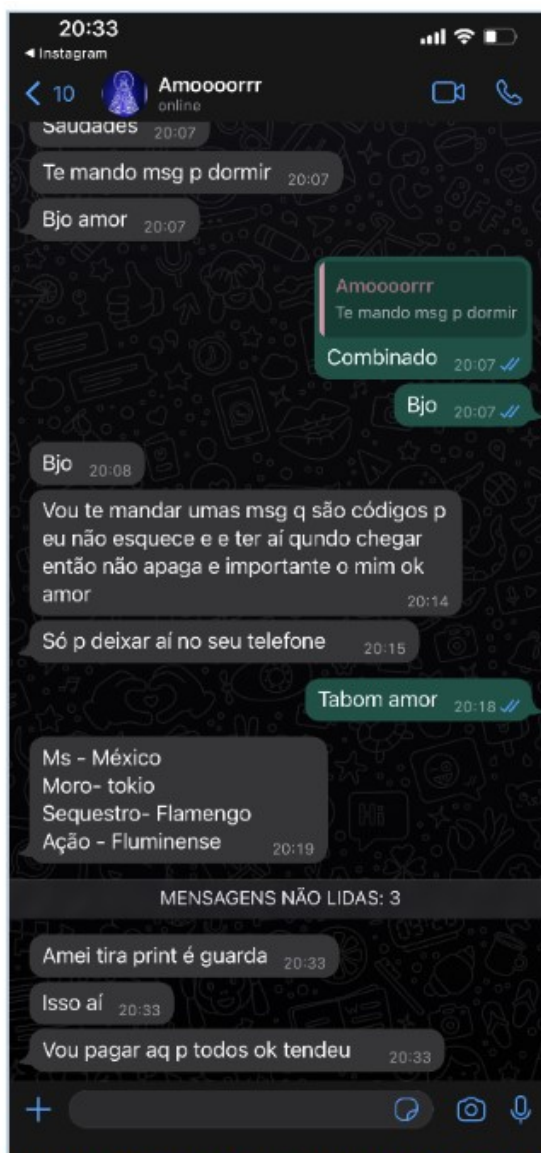 20:33
◀ Instagram
10
Amoooorrr
online
Saudades 20:07
Te mando msg p dormir 20:07
Bjo amor 20:07
Amoooorrr
Te mando msg p dormir
Combinado 20:07
Bjo 20:07
Bjo 20:08
Vou te mandar umas msg q são códigos p
eu não esquece e e ter aí qundo chegar
então não apaga e importante o mim ok
amor
20:14
Só p deixar aí no seu telefone 20:15
Tabom amor 20:18
Ms - México
Moro- tokio
Sequestro- Flamengo
Ação - Fluminense 20:19
MENSAGENS NÃO LIDAS: 3
Amei tira print é guarda 20:33
Isso aí 20:33
Vou pagar aq p todos ok tendeu 20:33